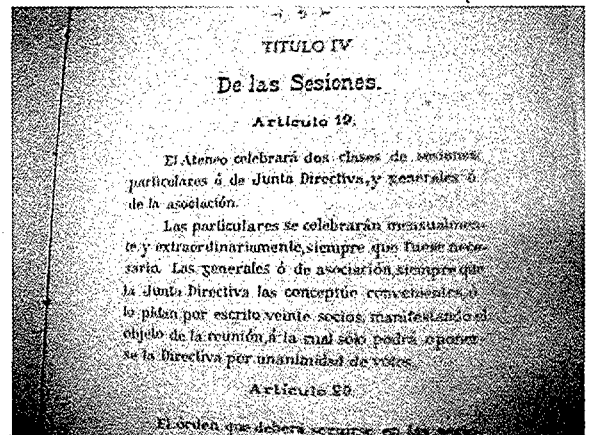 - 5 -
TÍTULO IV
De las Sesiones.
Artículo 19.
El Ateneo celebrará dos clases de sesiones:
particulares ó de Junta Directiva, y generales ó
de la asociación.
Las particulares se celebrarán mensualmen-
te y extraordinariamente, siempre que fuese nece-
sario. Las generales ó de asociación, siempre que
la Junta Directiva las conceptúe convenientes, ó
lo pidan por escrito veinte socios, manifestando el
objeto de la reunión, á la cual sólo podrá oponer-
se la Directiva por unanimidad de votos.
Artículo 20.
El orden que deberá seguirse en las